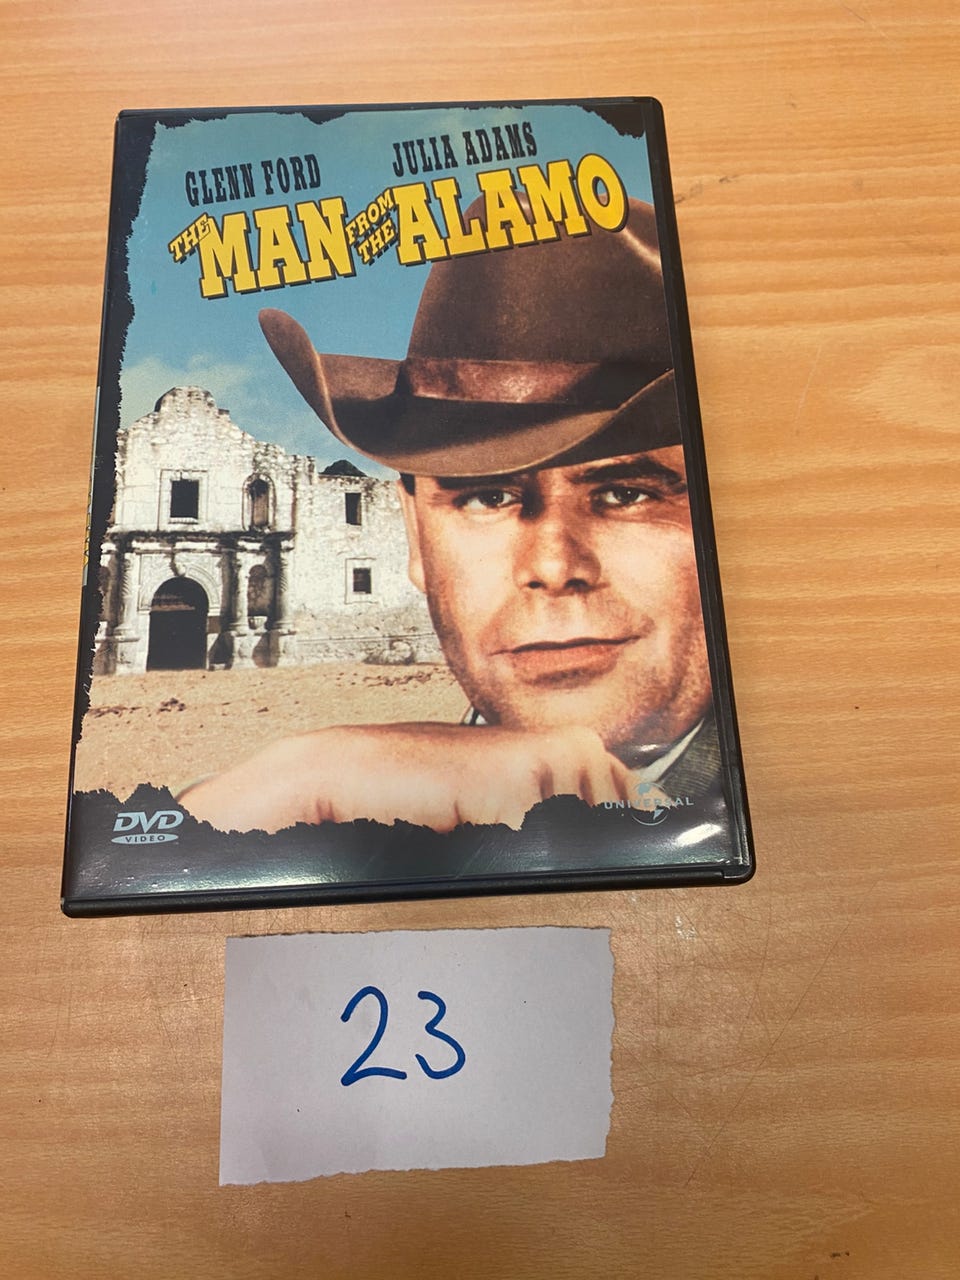 GLENN FORD JULIA ADAMS
THE MAN FROM THE ALAMO
DVD
VIDEO
UNIVERSAL
23